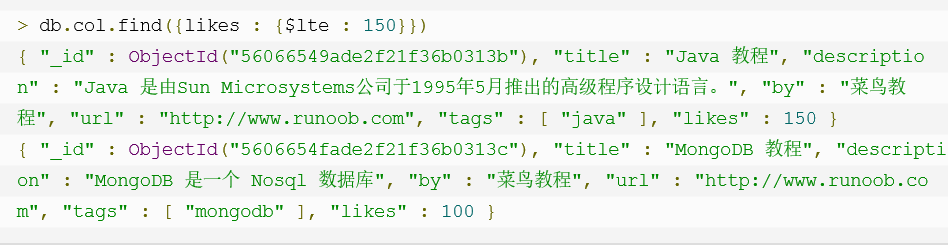 > db.col.find({likes : {$lte : 150}})
{ "_id" : ObjectId("56066549ade2f21f36b0313b"), "title" : "Java 教程", "descriptio
n" : "Java 是由Sun Microsystems公司于1995年5月推出的高级程序设计语言。", "by" : "菜鸟教
程", "url" : "http://www.runoob.com", "tags" : [ "java" ], "likes" : 150 }
{ "_id" : ObjectId("5606654fade2f21f36b0313c"), "title" : "MongoDB 教程", "descripti
on" : "MongoDB 是一个 Nosql 数据库", "by" : "菜鸟教程", "url" : "http://www.runoob.co
m", "tags" : [ "mongodb" ], "likes" : 100 }